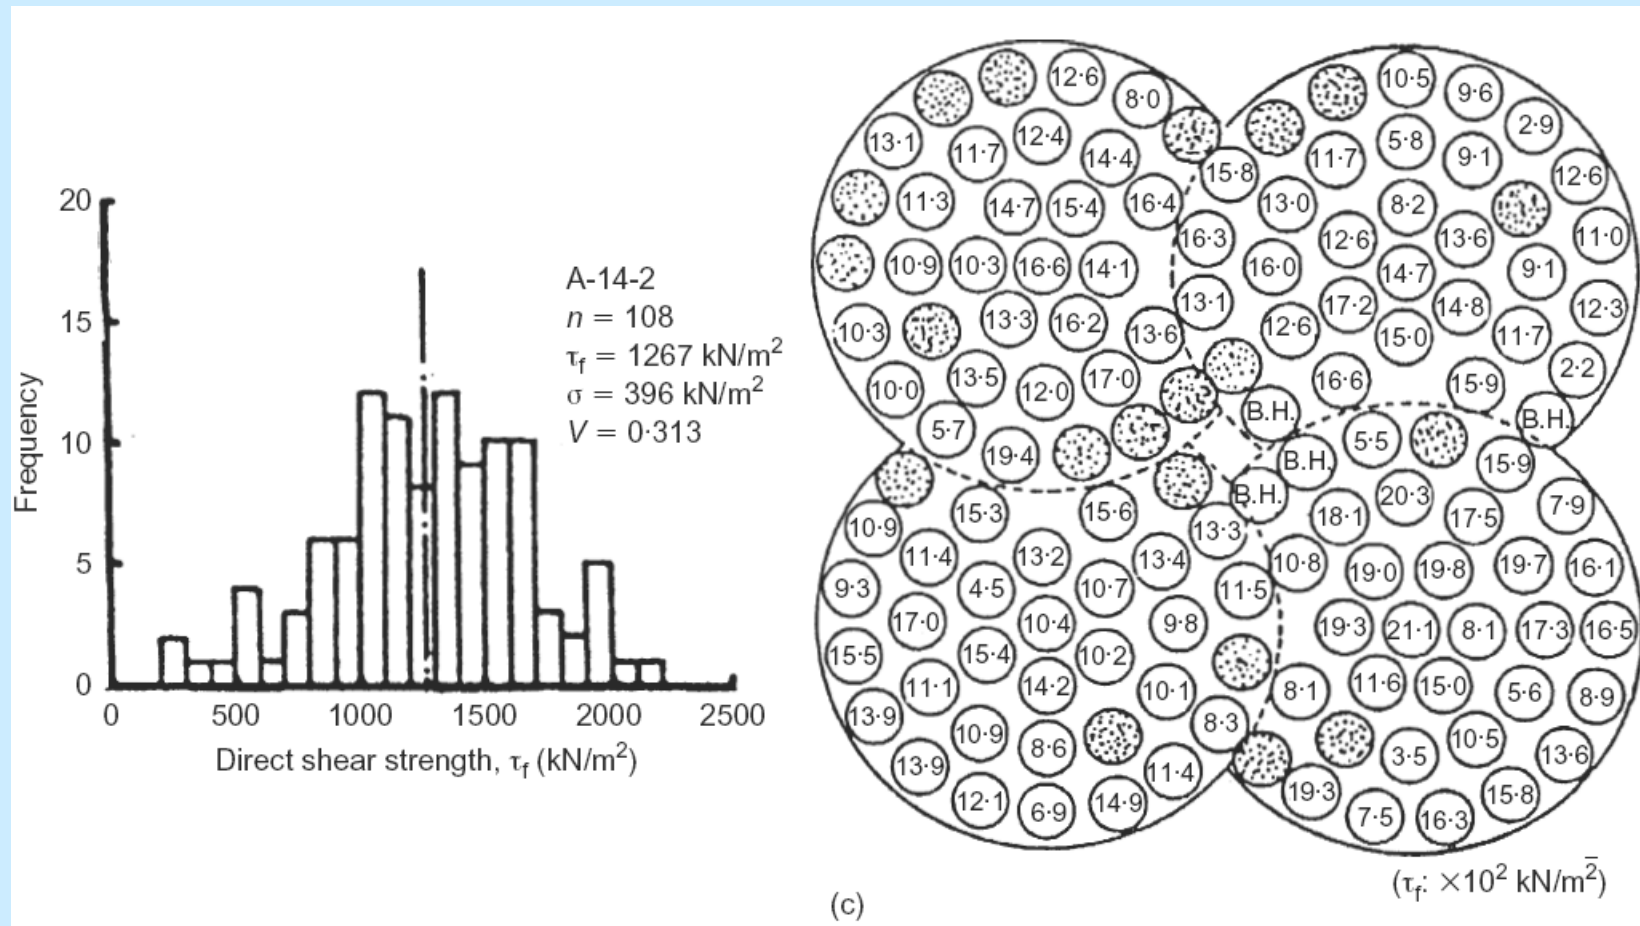 20
15
10
5
0
Frequency
0 500 1000 1500 2000 2500
Direct shear strength, τf (kN/m²)
A-14-2
n = 108
τf = 1267 kN/m²
σ = 396 kN/m²
V = 0·313
12·6 8·0
13·1 11·7 12·4 14·4
11·3 14·7 15·4 16·4
10·9 10·3 16·6 14·1
10·3 13·3 16·2 13·6
10·0 13·5 12·0 17·0
5·7 19·4
10·5 9·6 2·9
15·8 11·7 5·8 9·1 12·6
13·0 8·2
16·3 12·6 13·6 11·0
16·0 14·7 9·1
13·1 17·2 14·8 12·3
12·6 15·0 11·7
16·6 15·9 2·2
B.H. B.H.
15·3 15·6
10·9 11·4 13·2 13·4 13·3
9·3 4·5 10·7 11·5
17·0 10·4 9·8
15·5 15·4 10·2
11·1 14·2 10·1
13·9 10·9 8·6 8·3
13·9 11·4
12·1 6·9 14·9
B.H. 5·5 15·9
B.H. 18·1 20·3 17·5 7·9
10·8 19·0 19·8 19·7 16·1
19·3 21·1 8·1 17·3 16·5
8·1 11·6 15·0 5·6 8·9
3·5 10·5 13·6
19·3 15·8
7·5 16·3
(τf: ×10² kN/m²)
(c)